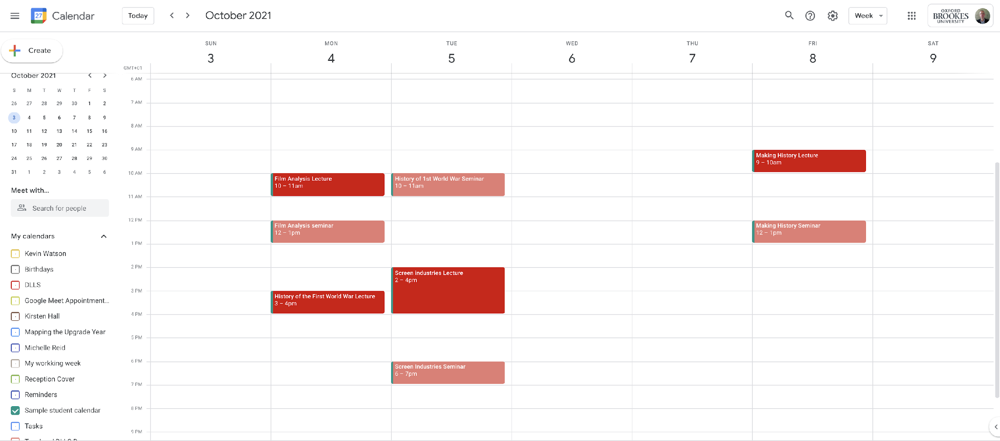 27 Calendar Today October 2021 Week OXFORD
BROOKES
UNIVERSITY
Create
SUN MON TUE WED THU FRI SAT
3 4 5 6 7 8 9
GMT+01
October 2021
S M T W T F S
26 27 28 29 30 1 2
3 4 5 6 7 8 9
10 11 12 13 14 15 16
17 18 19 20 21 22 23
24 25 26 27 28 29 30
31 1 2 3 4 5 6
Meet with...
Search for people
My calendars
Kevin Watson
Birthdays
DLLS
Google Meet Appointment...
Kirsten Hall
Mapping the Upgrade Year
Michelle Reid
My workking week
Reception Cover
Reminders
Sample student calendar
Tasks
6 AM
7 AM
8 AM
9 AM
10 AM
11 AM
12 PM
1 PM
2 PM
3 PM
4 PM
5 PM
6 PM
7 PM
8 PM
9 PM
Film Analysis Lecture
10 – 11am
Film Analysis seminar
12 – 1pm
History of the First World War Lecture
3 – 4pm
History of 1st World War Seminar
10 – 11am
Screen industries Lecture
2 – 4pm
Screen Industries Seminar
6 – 7pm
Making History Lecture
9 – 10am
Making History Seminar
12 – 1pm